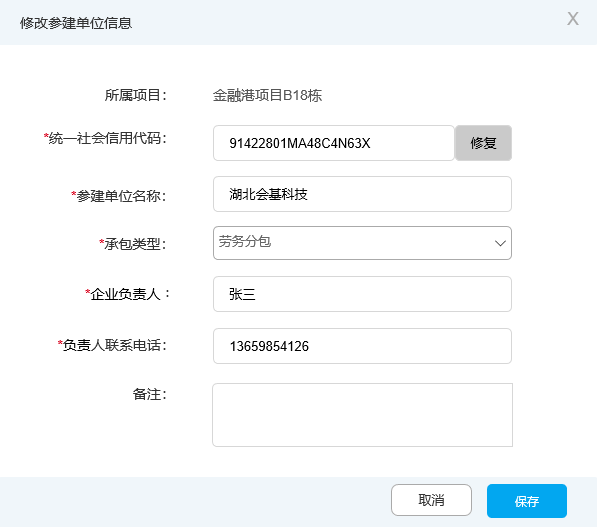 修改参建单位信息
X
所属项目： 金融港项目B18栋
*统一社会信用代码： 91422801MA48C4N63X 修复
*参建单位名称： 湖北会基科技
*承包类型： 劳务分包
*企业负责人： 张三
*负责人联系电话： 13659854126
备注：
取消 保存